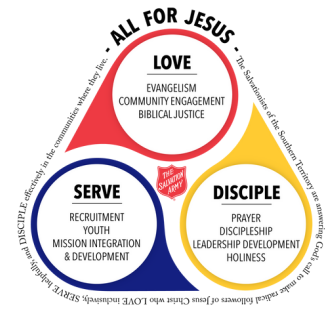 - ALL FOR JESUS -
The Salvationists of the Southern Territory are answering God's call to make radical followers of Jesus Christ who LOVE inclusively, SERVE helpfully, and DISCIPLE effectively in the communities where they live.
LOVE
EVANGELISM
COMMUNITY ENGAGEMENT
BIBLICAL JUSTICE
THE
SALVATION
ARMY
SERVE
RECRUITMENT
YOUTH
MISSION INTEGRATION
& DEVELOPMENT
DISCIPLE
PRAYER
DISCIPLESHIP
LEADERSHIP DEVELOPMENT
HOLINESS